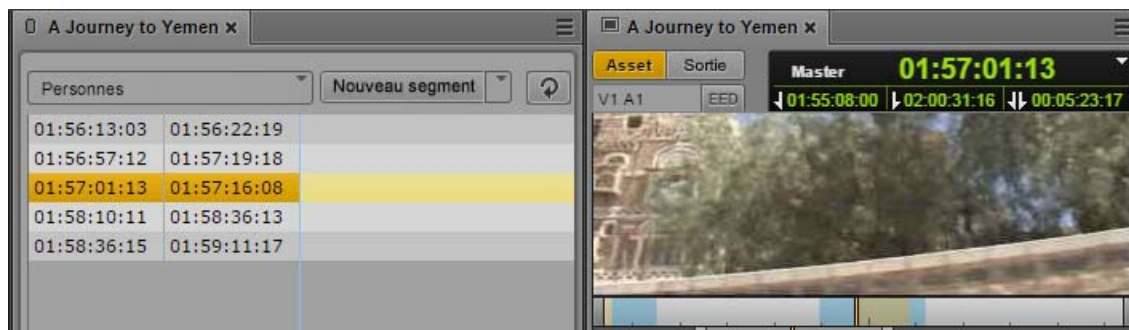 A Journey to Yemen ×
Personnes
Nouveau segment
01:56:13:03 01:56:22:19
01:56:57:12 01:57:19:18
01:57:01:13 01:57:16:08
01:58:10:11 01:58:36:13
01:58:36:15 01:59:11:17
A Journey to Yemen ×
Asset Sortie Master 01:57:01:13
V1 A1 EED 01:55:08:00 02:00:31:16 00:05:23:17